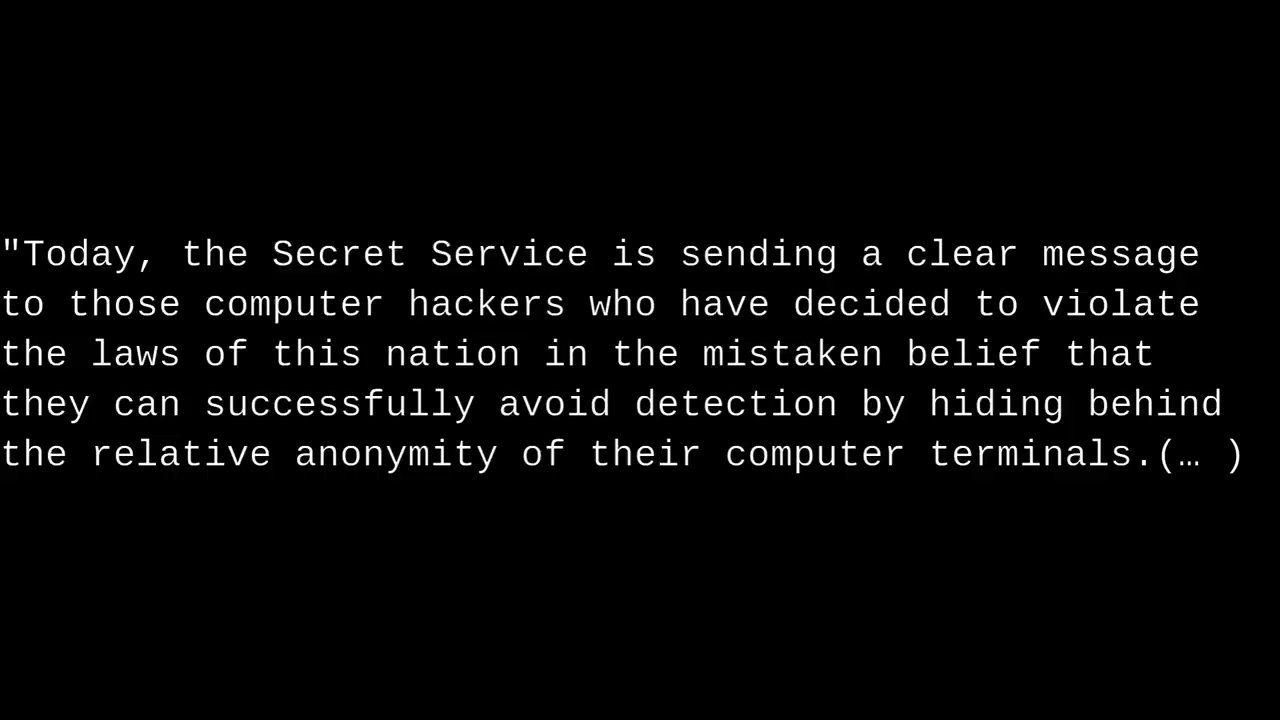 "Today, the Secret Service is sending a clear message
to those computer hackers who have decided to violate
the laws of this nation in the mistaken belief that
they can successfully avoid detection by hiding behind
the relative anonymity of their computer terminals.(… )